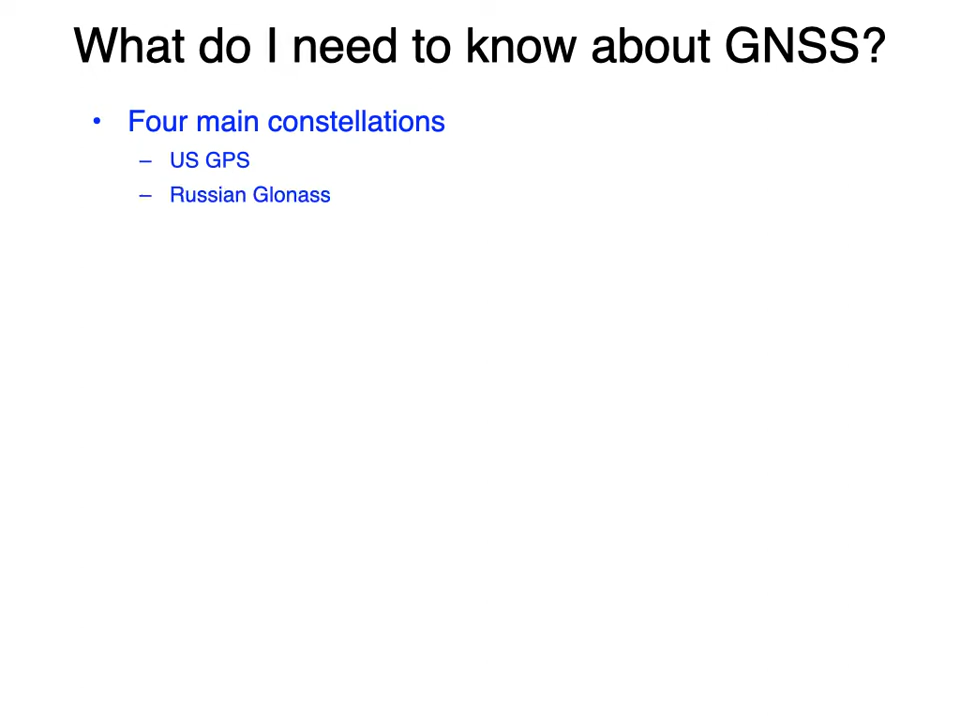 What do I need to know about GNSS?
• Four main constellations
– US GPS
– Russian Glonass